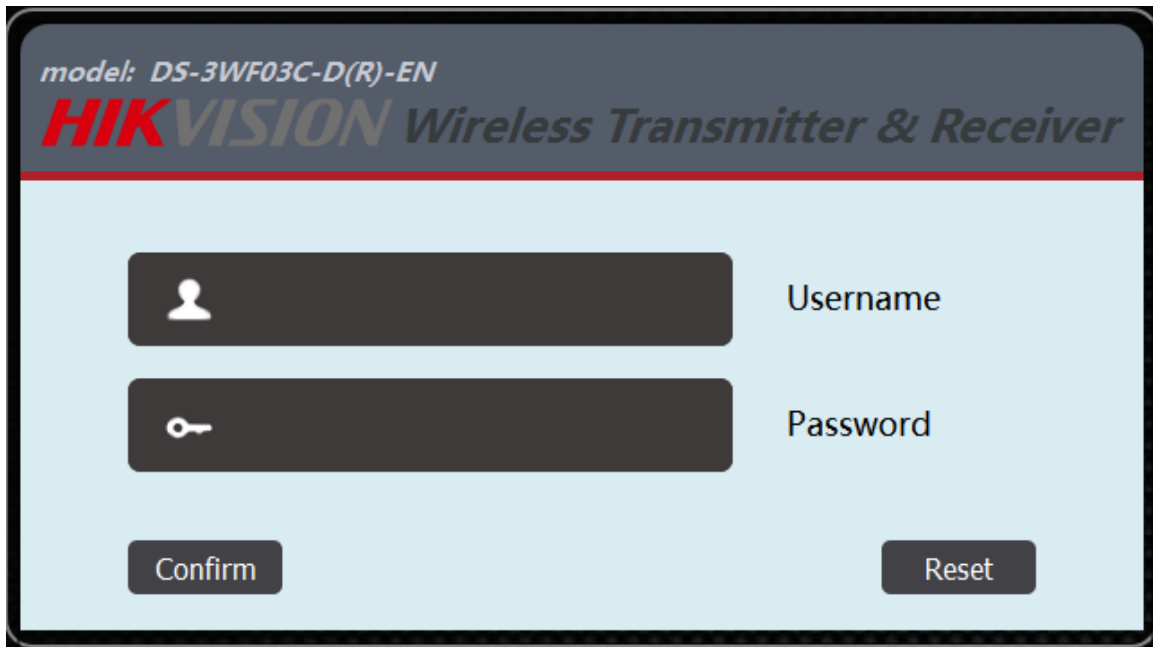 model: DS-3WF03C-D(R)-EN
HIKVISION Wireless Transmitter & Receiver
Username
Password
Confirm Reset